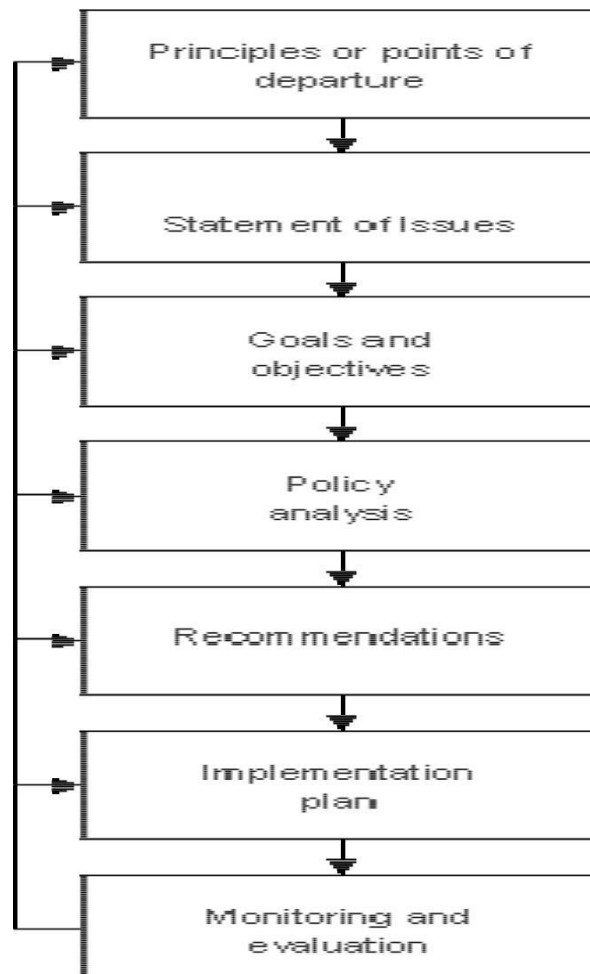 Principles or points of
departure
Statement of Issues
Goals and
objectives
Policy
analysis
Recommendations
Implementation
plan
Monitoring and
evaluation